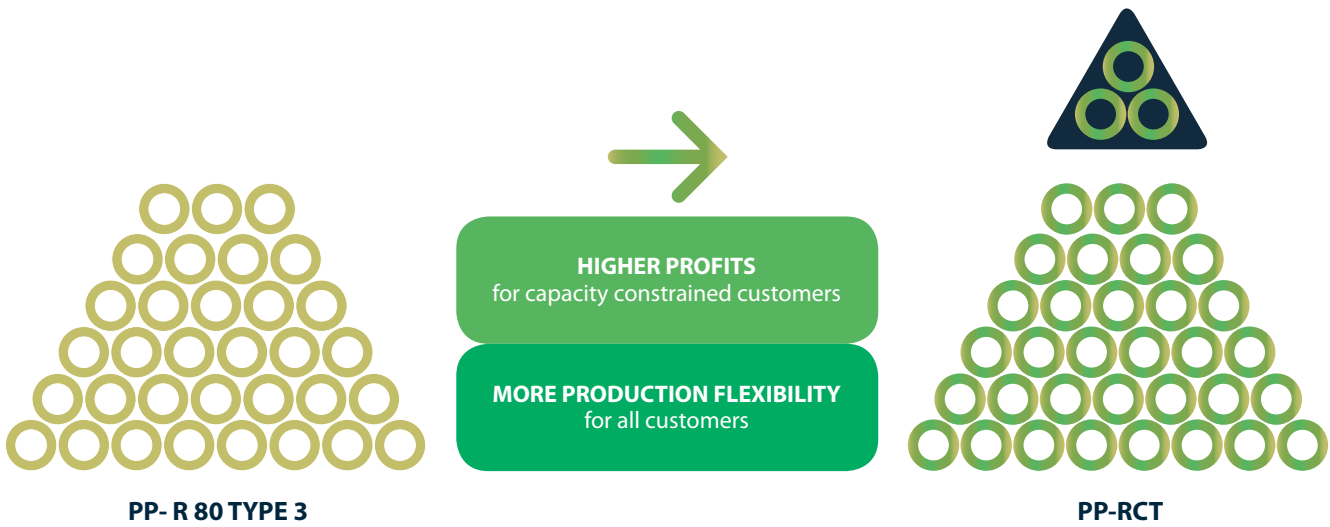 HIGHER PROFITS
for capacity constrained customers
MORE PRODUCTION FLEXIBILITY
for all customers
PP- R 80 TYPE 3
PP-RCT